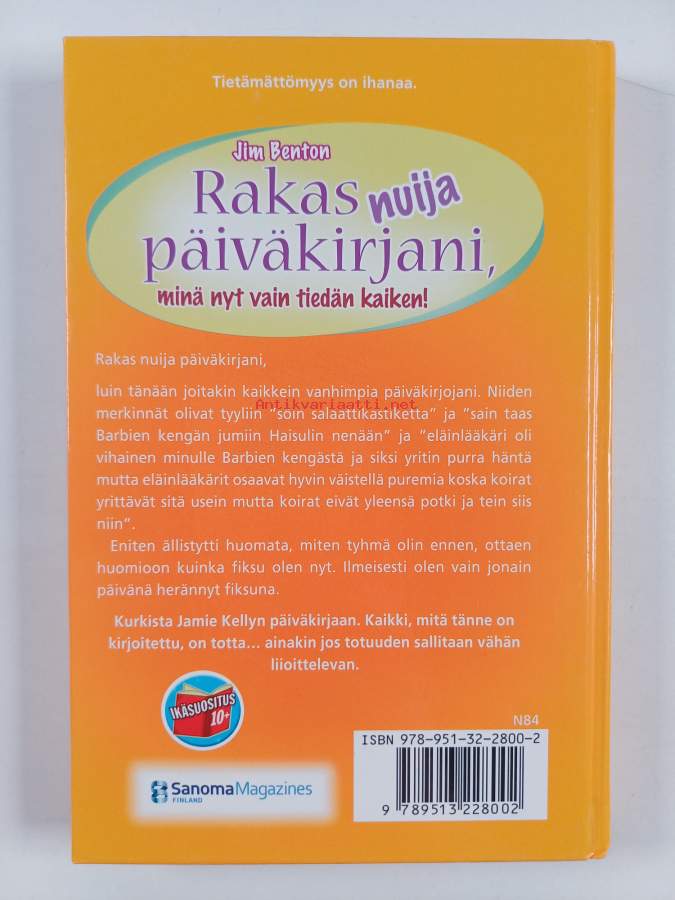 Tietämättömyys on ihanaa.
Jim Benton
Rakas nuija
päiväkirjani,
minä nyt vain tiedän kaiken!
Rakas nuija päiväkirjani,
luin tänään joitakin kaikkein vanhimpia päiväkirjojani. Niiden
Antikvariaatti.net
merkinnät olivat tyyliin "söin salaattikastiketta" ja "sain taas
Barbien kengän jumiin Haisulin nenään" ja "eläinlääkäri oli
vihainen minulle Barbien kengästä ja siksi yritin purra häntä
mutta eläinlääkärit osaavat hyvin väistellä puremia koska koirat
yrittävät sitä usein mutta koirat eivät yleensä potki ja tein siis
niin".
Eniten ällistytti huomata, miten tyhmä olin ennen, ottaen
huomioon kuinka fiksu olen nyt. Ilmeisesti olen vain jonain
päivänä herännyt fiksuna.
Kurkista Jamie Kellyn päiväkirjaan. Kaikki, mitä tänne on
kirjoitettu, on totta... ainakin jos totuuden sallitaan vähän
liioittelevan.
IKÄSUOSITUS
10+
N84
ISBN 978-951-32-2800-2
SanomaMagazines
FINLAND
9 789513 228002